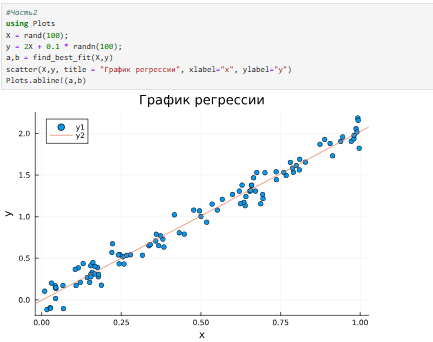 #Часть2
using Plots
X = rand(100);
y = 2X + 0.1 * randn(100);
a,b = find_best_fit(X,y)
scatter(X,y, title = "График регрессии", xlabel="x", ylabel="y")
Plots.abline!(a,b)
График регрессии
y1
y2
2.0
1.5
1.0
0.5
0.0
y
0.00 0.25 0.50 0.75 1.00
x